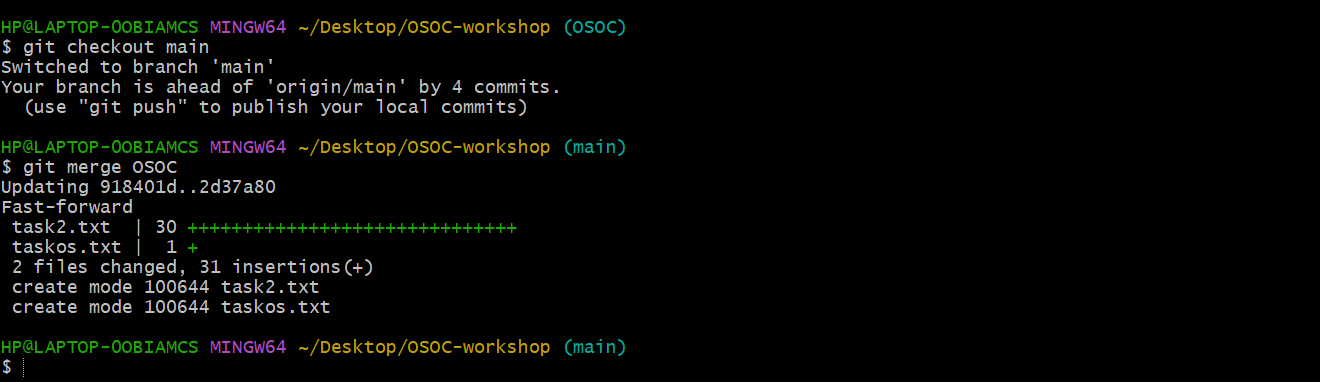 HP@LAPTOP-OOBIAMCS MINGW64 ~/Desktop/OSOC-workshop (OSOC)
$ git checkout main
Switched to branch 'main'
Your branch is ahead of 'origin/main' by 4 commits.
  (use "git push" to publish your local commits)

HP@LAPTOP-OOBIAMCS MINGW64 ~/Desktop/OSOC-workshop (main)
$ git merge OSOC
Updating 918401d..2d37a80
Fast-forward
 task2.txt  | 30 ++++++++++++++++++++++++++++++
 taskos.txt |  1 +
 2 files changed, 31 insertions(+)
 create mode 100644 task2.txt
 create mode 100644 taskos.txt

HP@LAPTOP-OOBIAMCS MINGW64 ~/Desktop/OSOC-workshop (main)
$